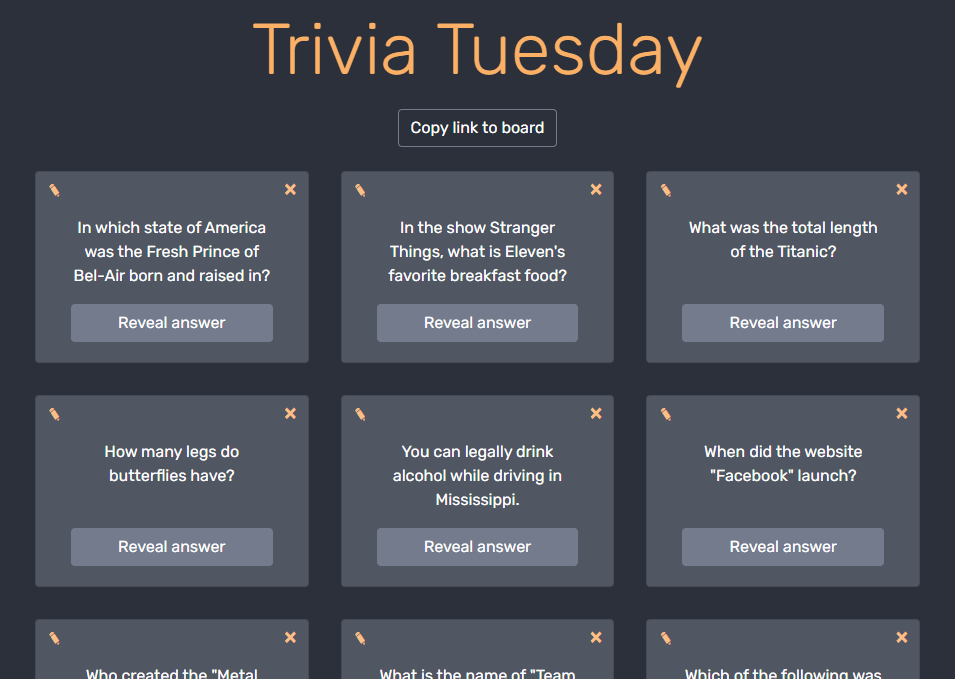 Trivia Tuesday
Copy link to board
In which state of America
was the Fresh Prince of
Bel-Air born and raised in?
Reveal answer
In the show Stranger
Things, what is Eleven's
favorite breakfast food?
Reveal answer
What was the total length
of the Titanic?
Reveal answer
How many legs do
butterflies have?
Reveal answer
You can legally drink
alcohol while driving in
Mississippi.
Reveal answer
When did the website
"Facebook" launch?
Reveal answer
Who created the "Metal
What is the name of "Team
Which of the following was